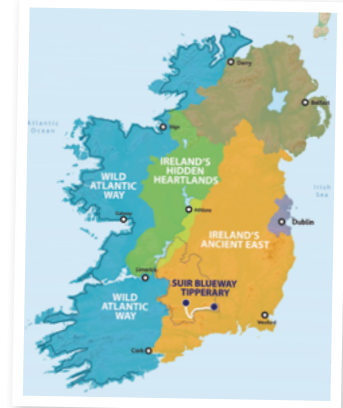 Derry
Belfast
Atlantic
Ocean
Sligo
IRELAND'S
HIDDEN
HEARTLANDS
WILD
ATLANTIC
WAY
Irish
Sea
Galway
Athlone
Dublin
IRELAND'S
ANCIENT EAST
Limerick
SUIR BLUEWAY
TIPPERARY
WILD
ATLANTIC
WAY
Wexford
Cork